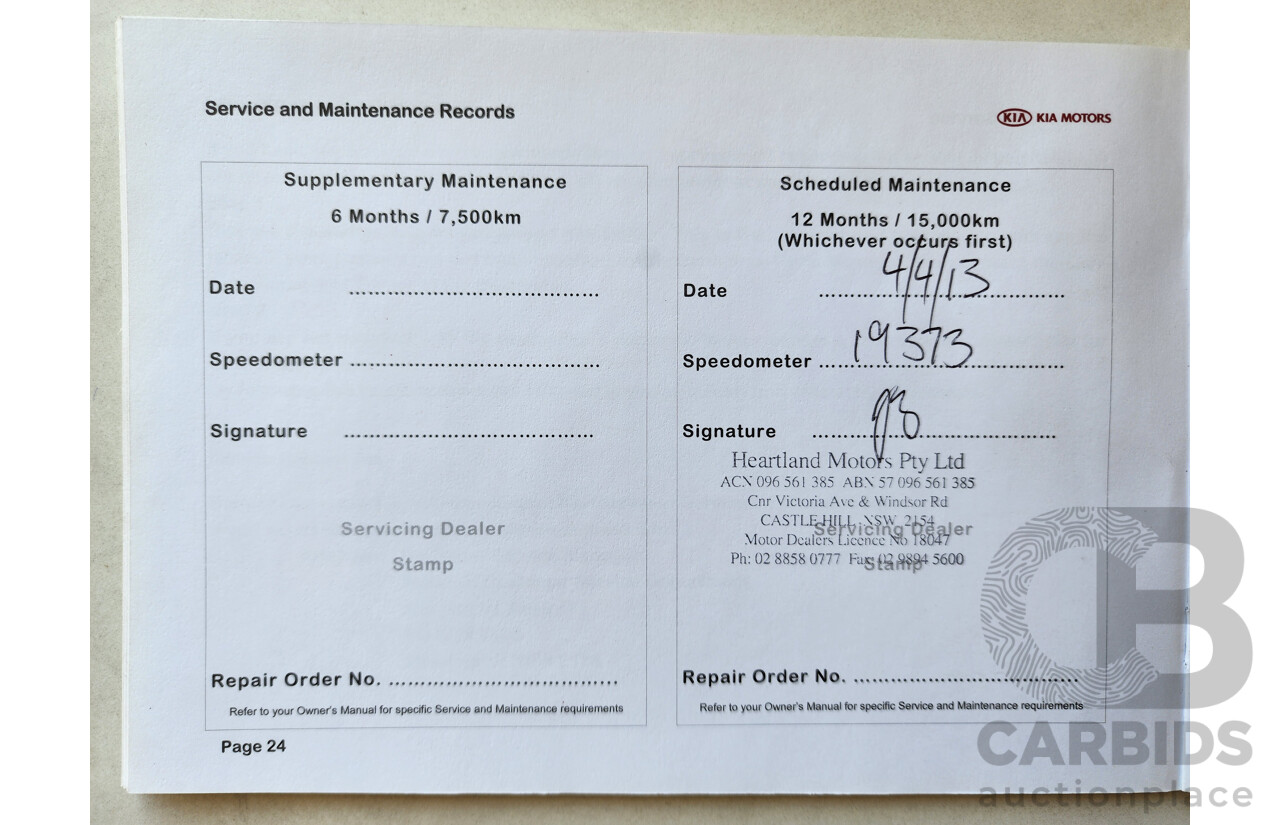 Service and Maintenance Records
KIA KIA MOTORS
Supplementary Maintenance
6 Months / 7,500km
Date ......................................
Speedometer ......................................
Signature ......................................
Servicing Dealer
Stamp
Repair Order No. ......................................
Refer to your Owner's Manual for specific Service and Maintenance requirements
Scheduled Maintenance
12 Months / 15,000km
(Whichever occurs first)
Date 4/4/13
Speedometer 19373
Signature
Heartland Motors Pty Ltd
ACN 096 561 385 ABN 57 096 561 385
Cnr Victoria Ave & Windsor Rd
CASTLE HILL NSW 2154
Servicing Dealer
Motor Dealers Licence No 18047
Ph: 02 8858 0777 Fax: 02 9894 5600
Stamp
Repair Order No. ......................................
Refer to your Owner's Manual for specific Service and Maintenance requirements
Page 24
CB
CARBIDS
auctionplace